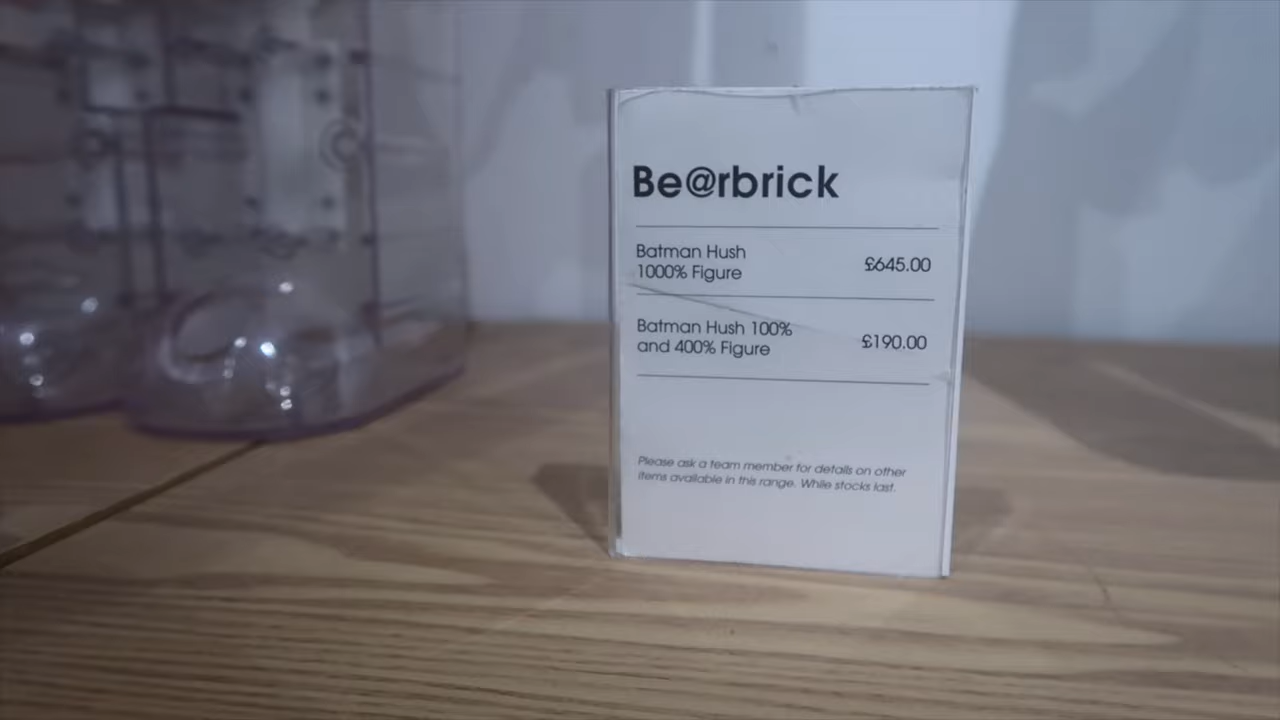 Be@rbrick
Batman Hush
1000% Figure
£645.00
Batman Hush 100%
and 400% Figure
£190.00
Please ask a team member for details on other
items available in this range. While stocks last.